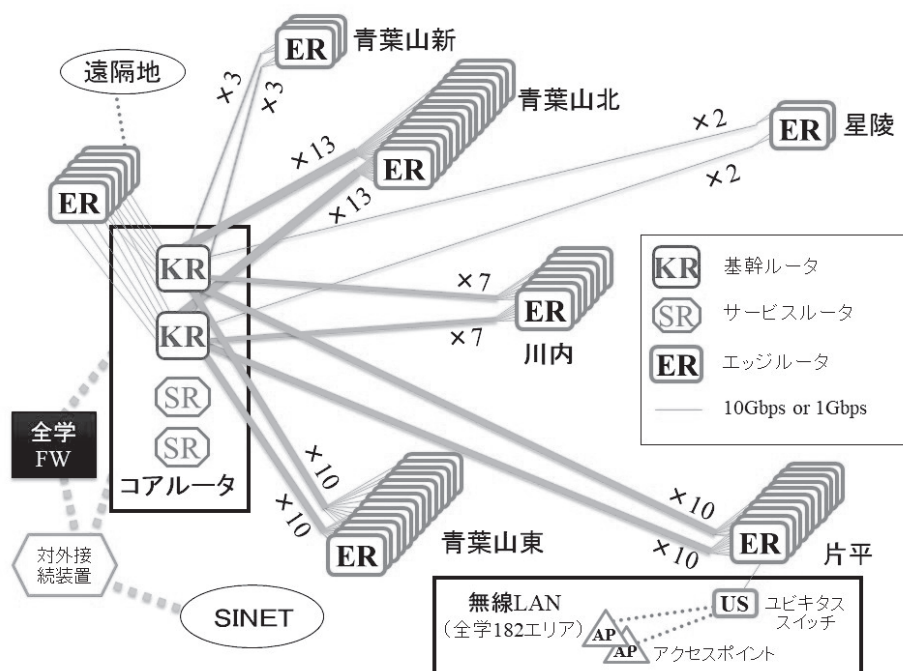 ER
青葉山新
遠隔地
×3
×3
青葉山北
×13
ER
×13
×2
ER
星陵
×2
ER
KR
KR
SR
SR
コアルータ
×7
ER
×7
川内
KR
基幹ルータ
SR
サービスルータ
ER
エッジルータ
10Gbps or 1Gbps
全学
FW
×10
×10
ER
青葉山東
×10
×10
ER
片平
対外接
続装置
SINET
無線LAN
(全学182エリア)
US
ユビキタス
スイッチ
AP
AP
アクセスポイント